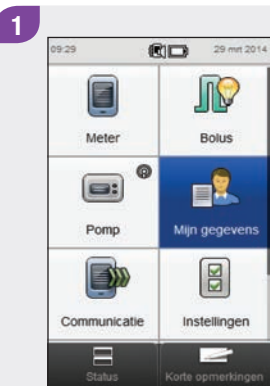 1
09:29 29 mrt 2014
Meter Bolus
Pomp Mijn gegevens
Communicatie Instellingen
Status Korte opmerkingen